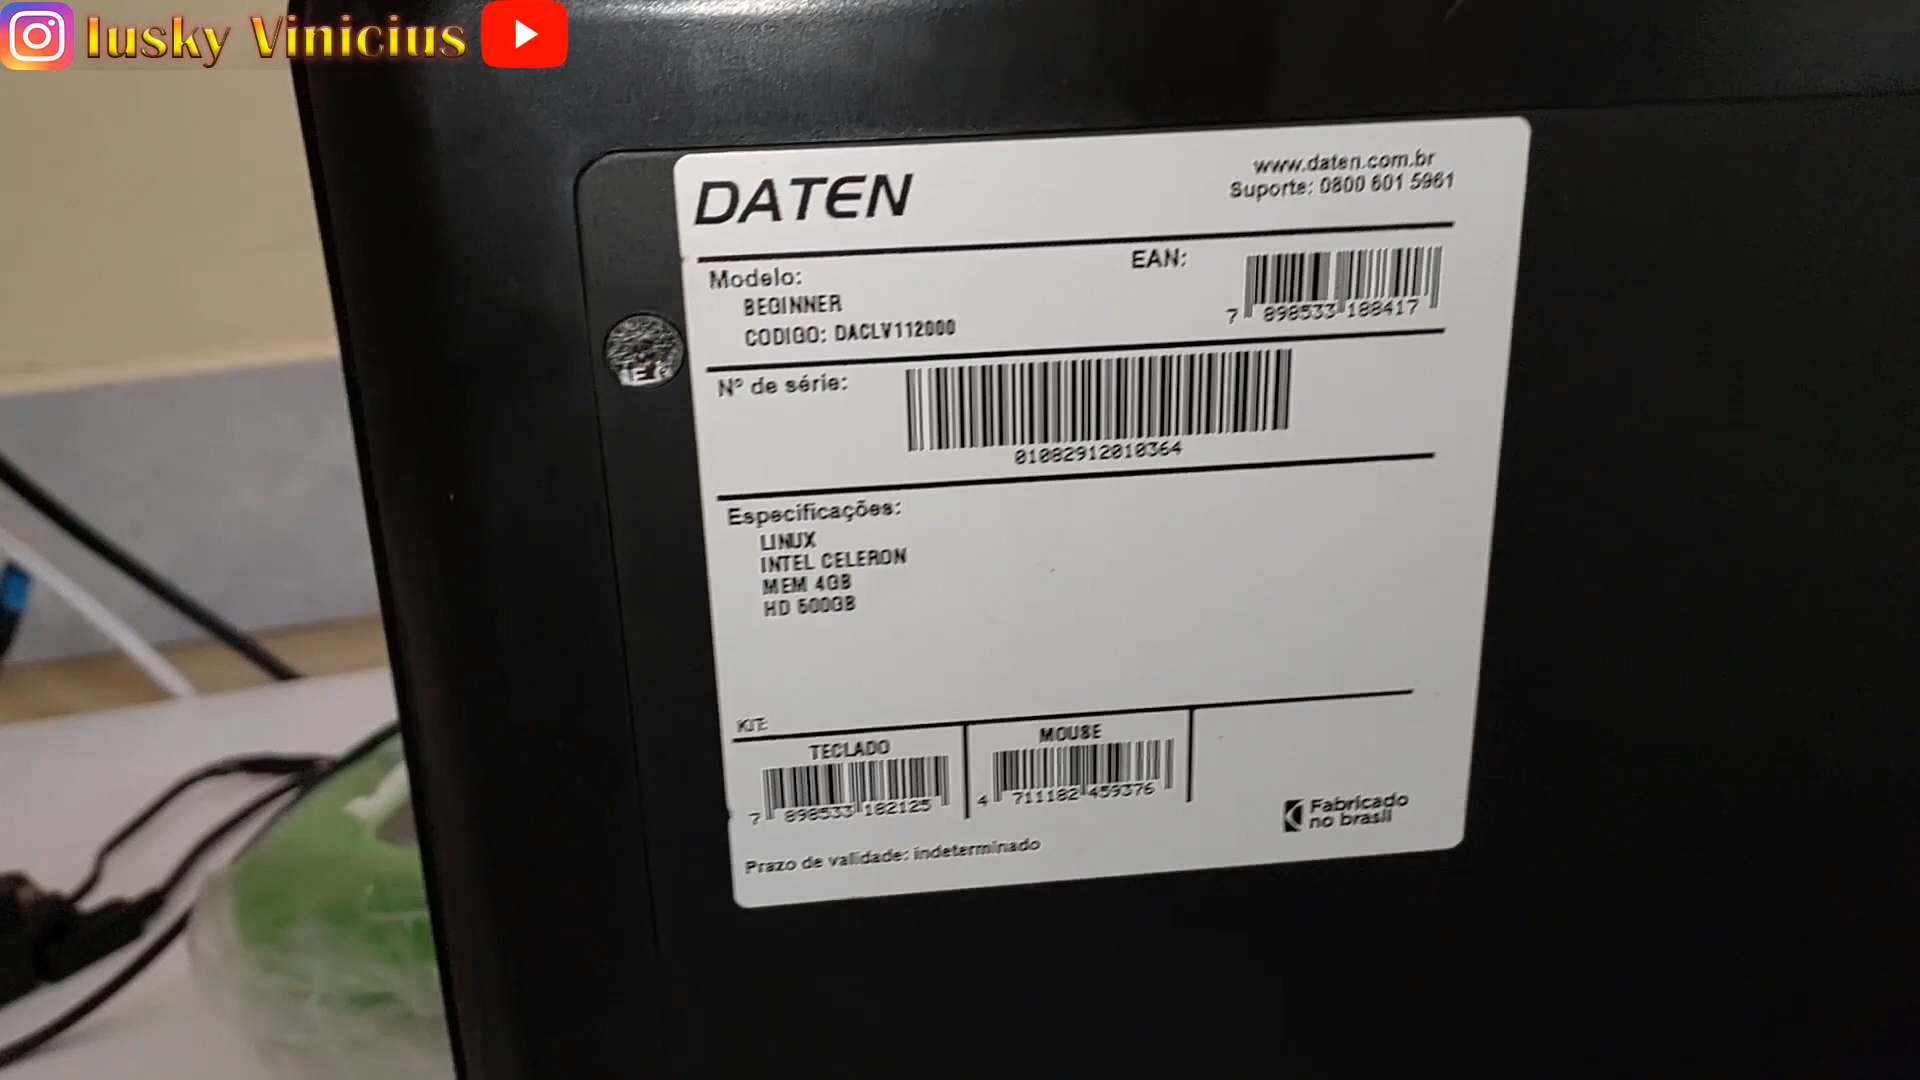 Iusky Vinicius
DATEN
www.daten.com.br
Suporte: 0800 601 5961
Modelo:
BEGINNER
CODIGO: DACLV112000
EAN:
7 898533 188417
Nº de série:
01082912010364
Especificações:
LINUX
INTEL CELERON
MEM 4GB
HD 500GB
KIT:
TECLADO
7 898533 182125
MOUSE
4 711182 459376
Fabricado
no brasil
Prazo de validade: indeterminado